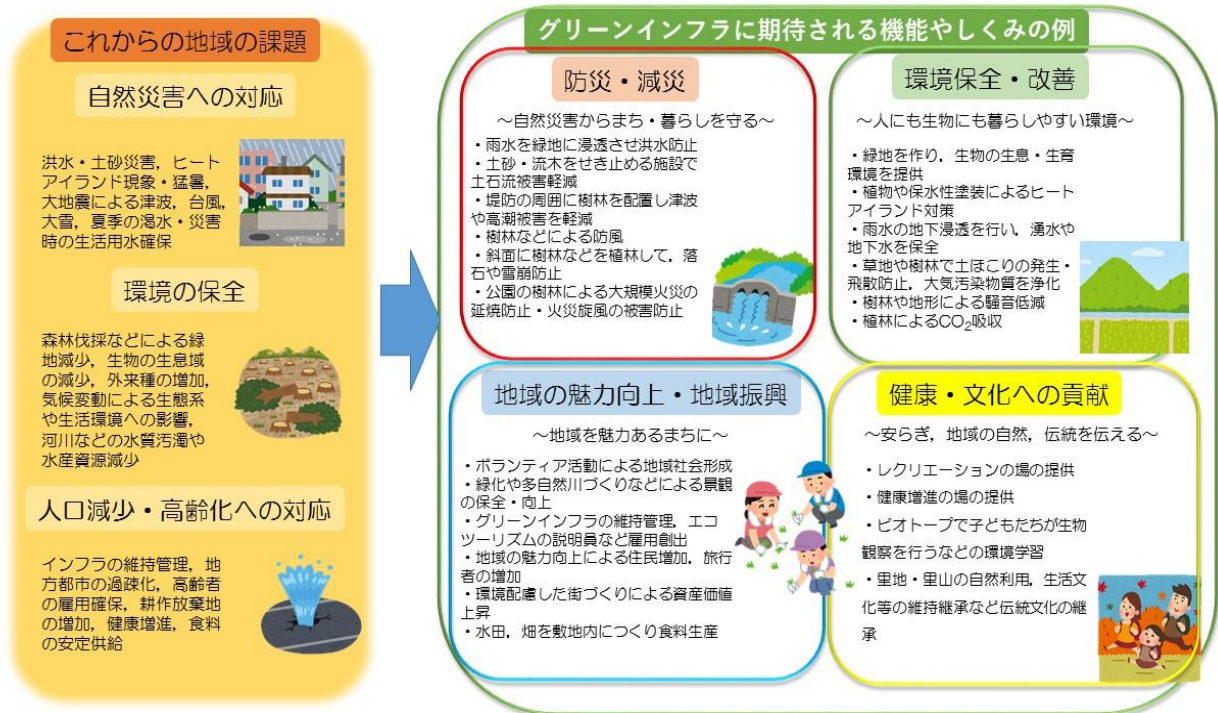 これからの地域の課題
自然災害への対応
洪水・土砂災害，ヒート
アイランド現象・猛暑，
大地震による津波，台風，
大雪，夏季の渇水・災害
時の生活用水確保
環境の保全
森林伐採などによる緑
地減少，生物の生息域
の減少，外来種の増加，
気候変動による生態系
や生活環境への影響，
河川などの水質汚濁や
水産資源減少
人口減少・高齢化への対応
インフラの維持管理，地
方都市の過疎化，高齢者
の雇用確保，耕作放棄地
の増加，健康増進，食料
の安定供給
グリーンインフラに期待される機能やしくみの例
防災・減災
～自然災害からまち・暮らしを守る～
・雨水を緑地に浸透させ洪水防止
・土砂・流木をせき止める施設で
土石流被害軽減
・堤防の周囲に樹林を配置し津波
や高潮被害を軽減
・樹林などによる防風
・斜面に樹林などを植林して，落
石や雪崩防止
・公園の樹林による大規模火災の
延焼防止・火災旋風の被害防止
環境保全・改善
～人にも生物にも暮らしやすい環境～
・緑地を作り，生物の生息・生育
環境を提供
・植物や保水性塗装によるヒート
アイランド対策
・雨水の地下浸透を行い，湧水や
地下水を保全
・草地や樹林で土ぼこりの発生・
飛散防止，大気汚染物質を浄化
・樹林や地形による騒音低減
・植林によるCO₂吸収
地域の魅力向上・地域振興
～地域を魅力あるまちに～
・ボランティア活動による地域社会形成
・緑化や多自然川づくりなどによる景観
の保全・向上
・グリーンインフラの維持管理，エコ
ツーリズムの説明員など雇用創出
・地域の魅力向上による住民増加，旅行
者の増加
・環境配慮した街づくりによる資産価値
上昇
・水田，畑を敷地内につくり食料生産
健康・文化への貢献
～安らぎ，地域の自然，伝統を伝える～
・レクリエーションの場の提供
・健康増進の場の提供
・ビオトープで子どもたちが生物
観察を行うなどの環境学習
・里地・里山の自然利用，生活文
化等の維持継承など伝統文化の継
承